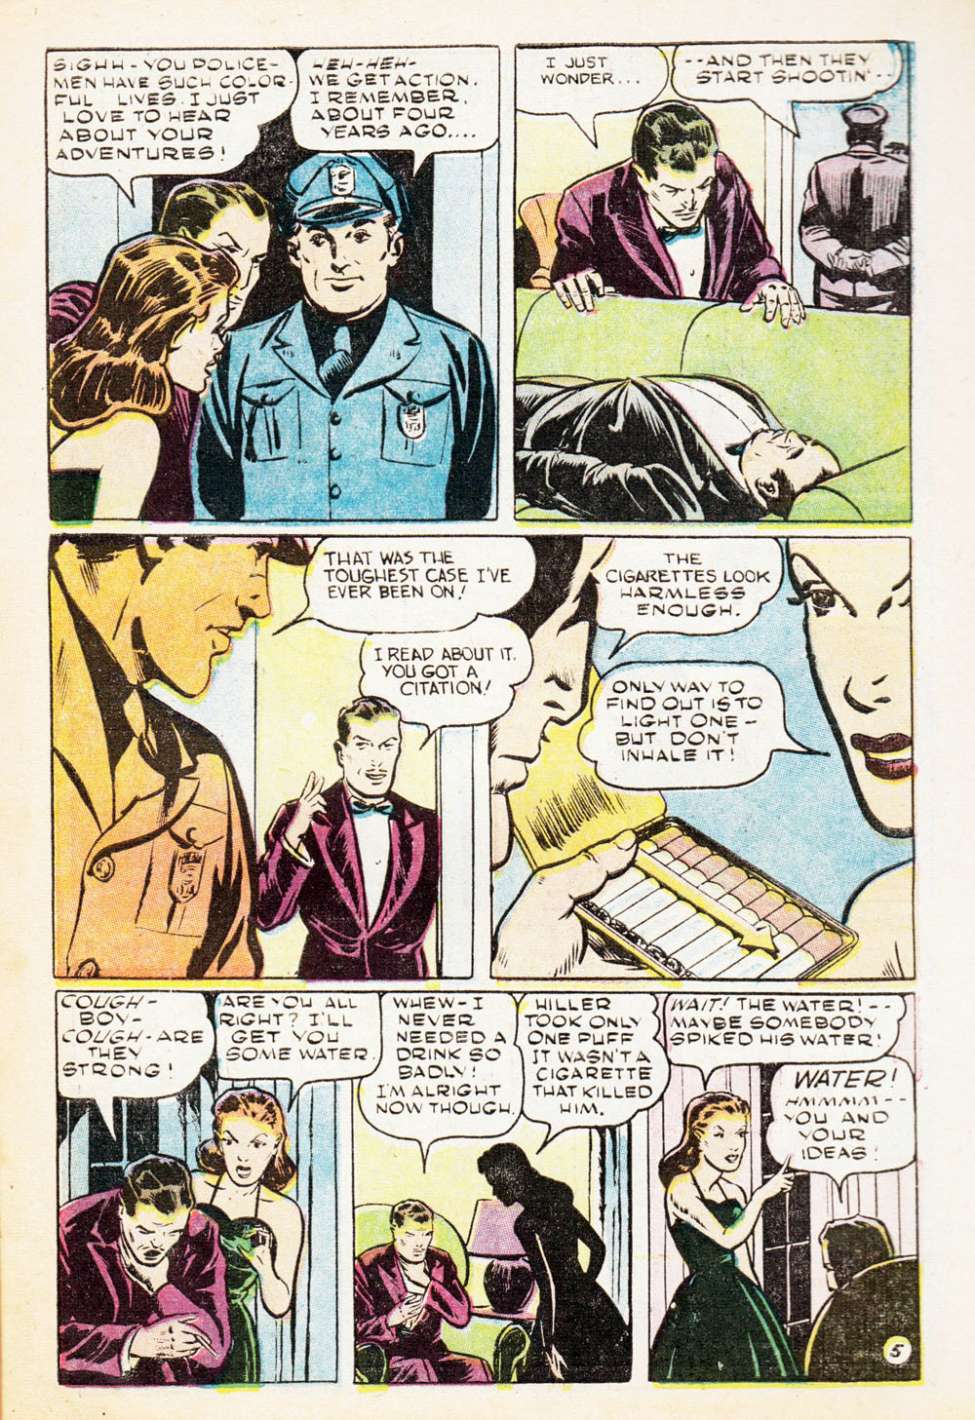 SIGHH - YOU POLICE-
MEN HAVE SUCH COLOR-
FUL LIVES. I JUST
LOVE TO HEAR
ABOUT YOUR
ADVENTURES!
HEH-HEH-
WE GET ACTION.
I REMEMBER,
ABOUT FOUR
YEARS AGO....
I JUST
WONDER...
--AND THEN THEY
START SHOOTIN'--
THAT WAS THE
TOUGHEST CASE I'VE
EVER BEEN ON!
I READ ABOUT IT.
YOU GOT A
CITATION!
THE
CIGARETTES LOOK
HARMLESS
ENOUGH.
ONLY WAY TO
FIND OUT IS TO
LIGHT ONE-
BUT DON'T
INHALE IT!
COUGH-
BOY-
COUGH-ARE
THEY
STRONG!
ARE YOU ALL
RIGHT? I'LL
GET YOU
SOME WATER.
WHEW-I
NEVER
NEEDED A
DRINK SO
BADLY!
I'M ALRIGHT
NOW THOUGH.
HILLER
TOOK ONLY
ONE PUFF
IT WASN'T A
CIGARETTE
THAT KILLED
HIM.
WAIT! THE WATER!--
MAYBE SOMEBODY
SPIKED HIS WATER!
WATER!
HMMMM--
YOU AND
YOUR
IDEAS!
5